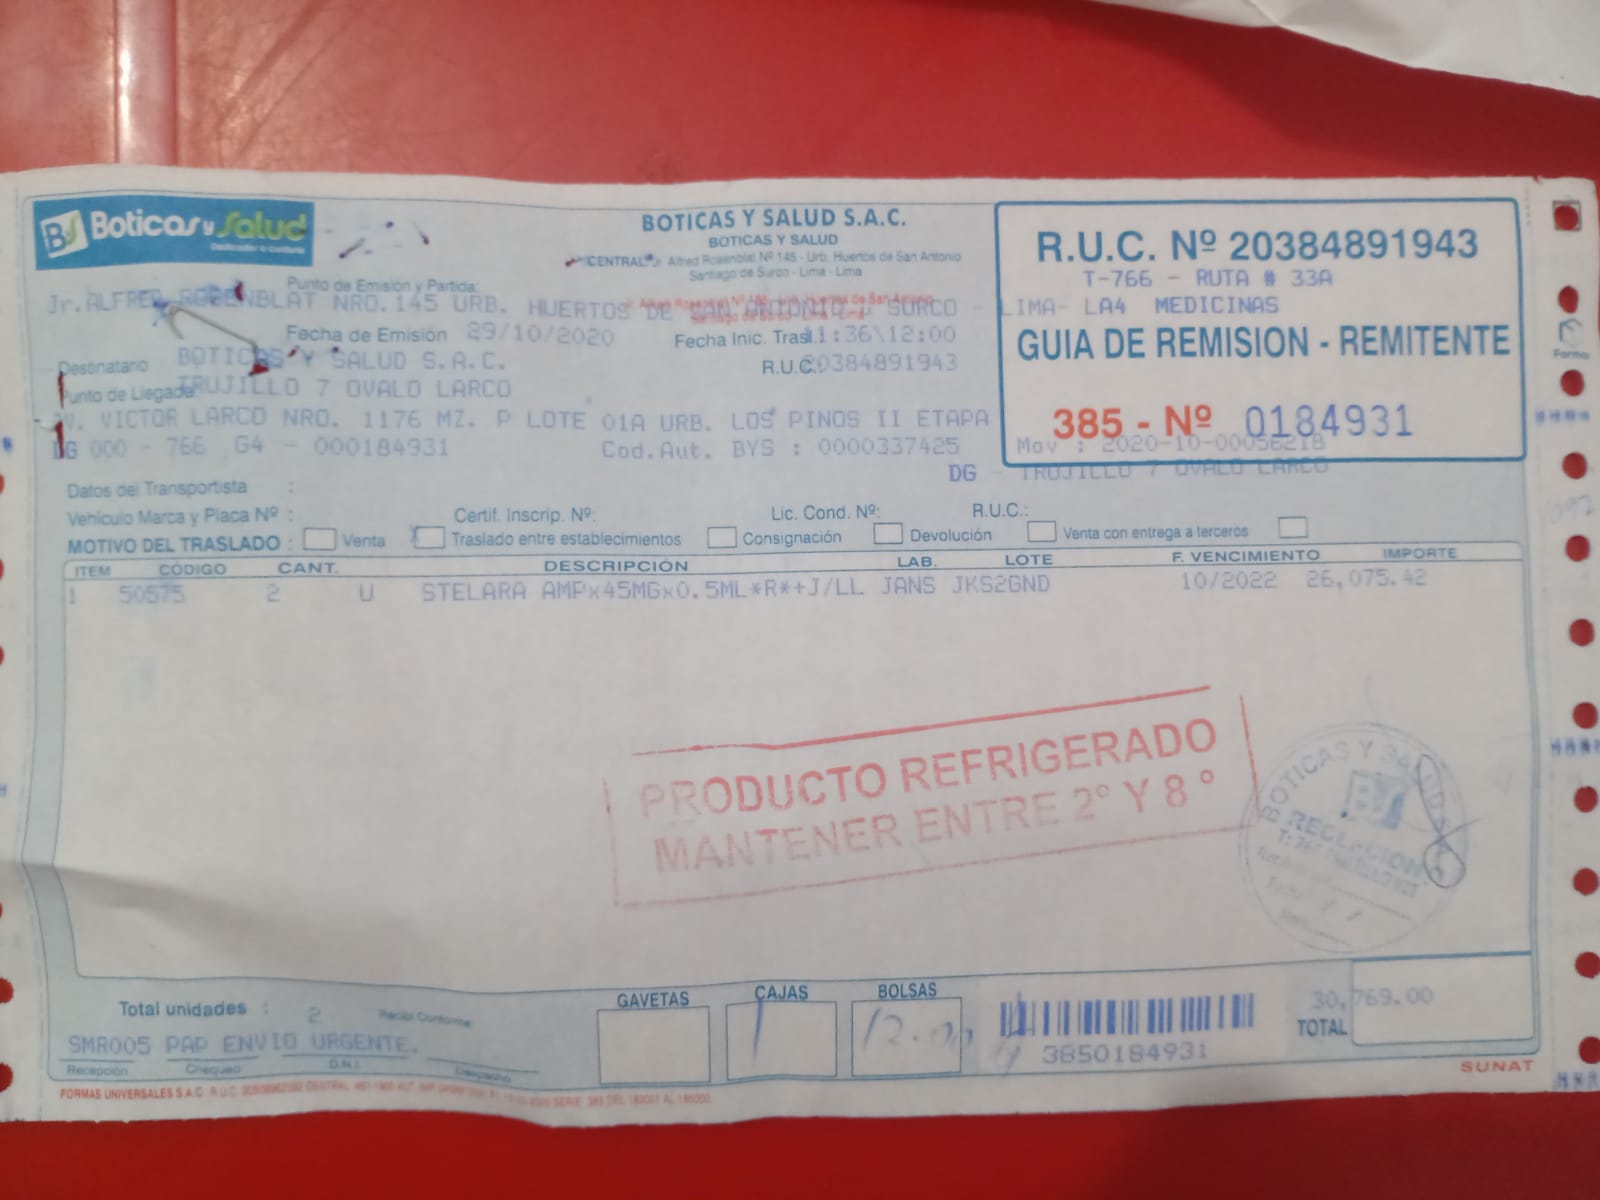 Boticas y Salud
BOTICAS Y SALUD S.A.C.
BOTICAS Y SALUD
CENTRAL: Jr. Alfred Rosenblat Nº 145 - Urb. Huertos de San Antonio
Santiago de Surco - Lima - Lima
R.U.C. Nº 20384891943
T-766 - RUTA # 33A
Punto de Emisión y Partida:
Jr.ALFRED ROSENBLAT NRO.145 URB. HUERTOS DE SAN ANTONIO SURCO - LIMA- LA4 MEDICINAS
Fecha de Emisión 29/10/2020 Fecha Inic. Trasl 11:36\12:00
GUIA DE REMISION - REMITENTE
Destinatario BOTICAS Y SALUD S.A.C. R.U.C. 20384891943
Punto de Llegada TRUJILLO 7 OVALO LARCO
AV. VICTOR LARCO NRO. 1176 MZ. P LOTE 01A URB. LOS PINOS II ETAPA
385 - Nº 0184931
DG 000 - 766 G4 - 000184931 Cod.Aut. BYS : 0000337425 Mov : 2020-10-00056218
DG - TRUJILLO 7 OVALO LARCO
Datos del Transportista :
Vehículo Marca y Placa Nº : Certif. Inscrip. Nº: Lic. Cond. Nº: R.U.C.:
MOTIVO DEL TRASLADO : Venta Traslado entre establecimientos Consignación Devolución Venta con entrega a terceros
ITEM CÓDIGO CANT. DESCRIPCIÓN LAB. LOTE F. VENCIMIENTO IMPORTE
1 50575 2 U STELARA AMPx45MGx0.5ML*R*+J/LL JANS JKS2GND 10/2022 26,075.42
PRODUCTO REFRIGERADO
MANTENER ENTRE 2° Y 8°
BOTICAS Y SALUD
RECEPCION
GAVETAS CAJAS BOLSAS
Total unidades : 2 Recibí Conforme
1
30,769.00
TOTAL
SMR005 PAP ENVIO URGENTE.
3850184931
Recepción Chequeo D.N.I. Despacho
SUNAT
FORMAS UNIVERSALES S.A.C.